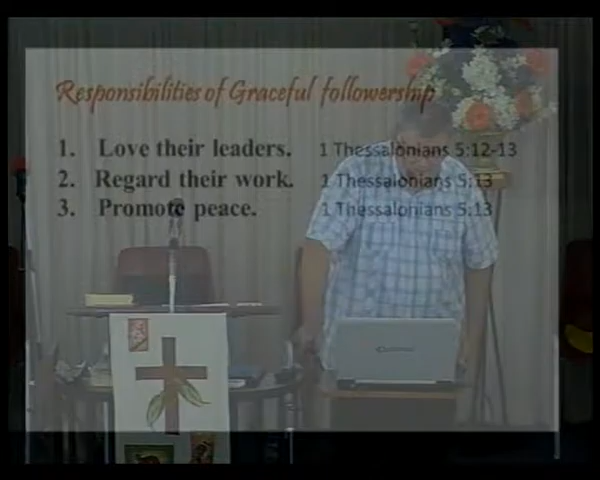 Responsibilities of Graceful followership
1. Love their leaders. 1 Thessalonians 5:12-13
2. Regard their work. 1 Thessalonians 5:13
3. Promote peace. 1 Thessalonians 5:13